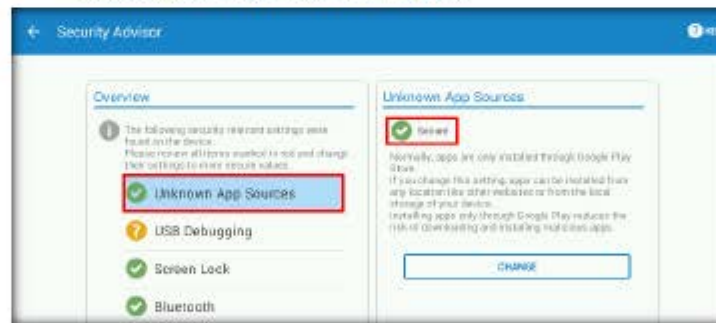 Security Advisor
Overview
The following security relevant settings were
found on the device.
Please review all items marked in red and change
their settings to more secure values.
Unknown App Sources
USB Debugging
Screen Lock
Bluetooth
Unknown App Sources
Secure
Normally, apps are only installed through Google Play
Store.
If you change this setting, apps can be installed from
any location like other websites or from the local
storage of your device.
Installing apps only through Google Play reduces the
risk of downloading and installing malicious apps.
CHANGE